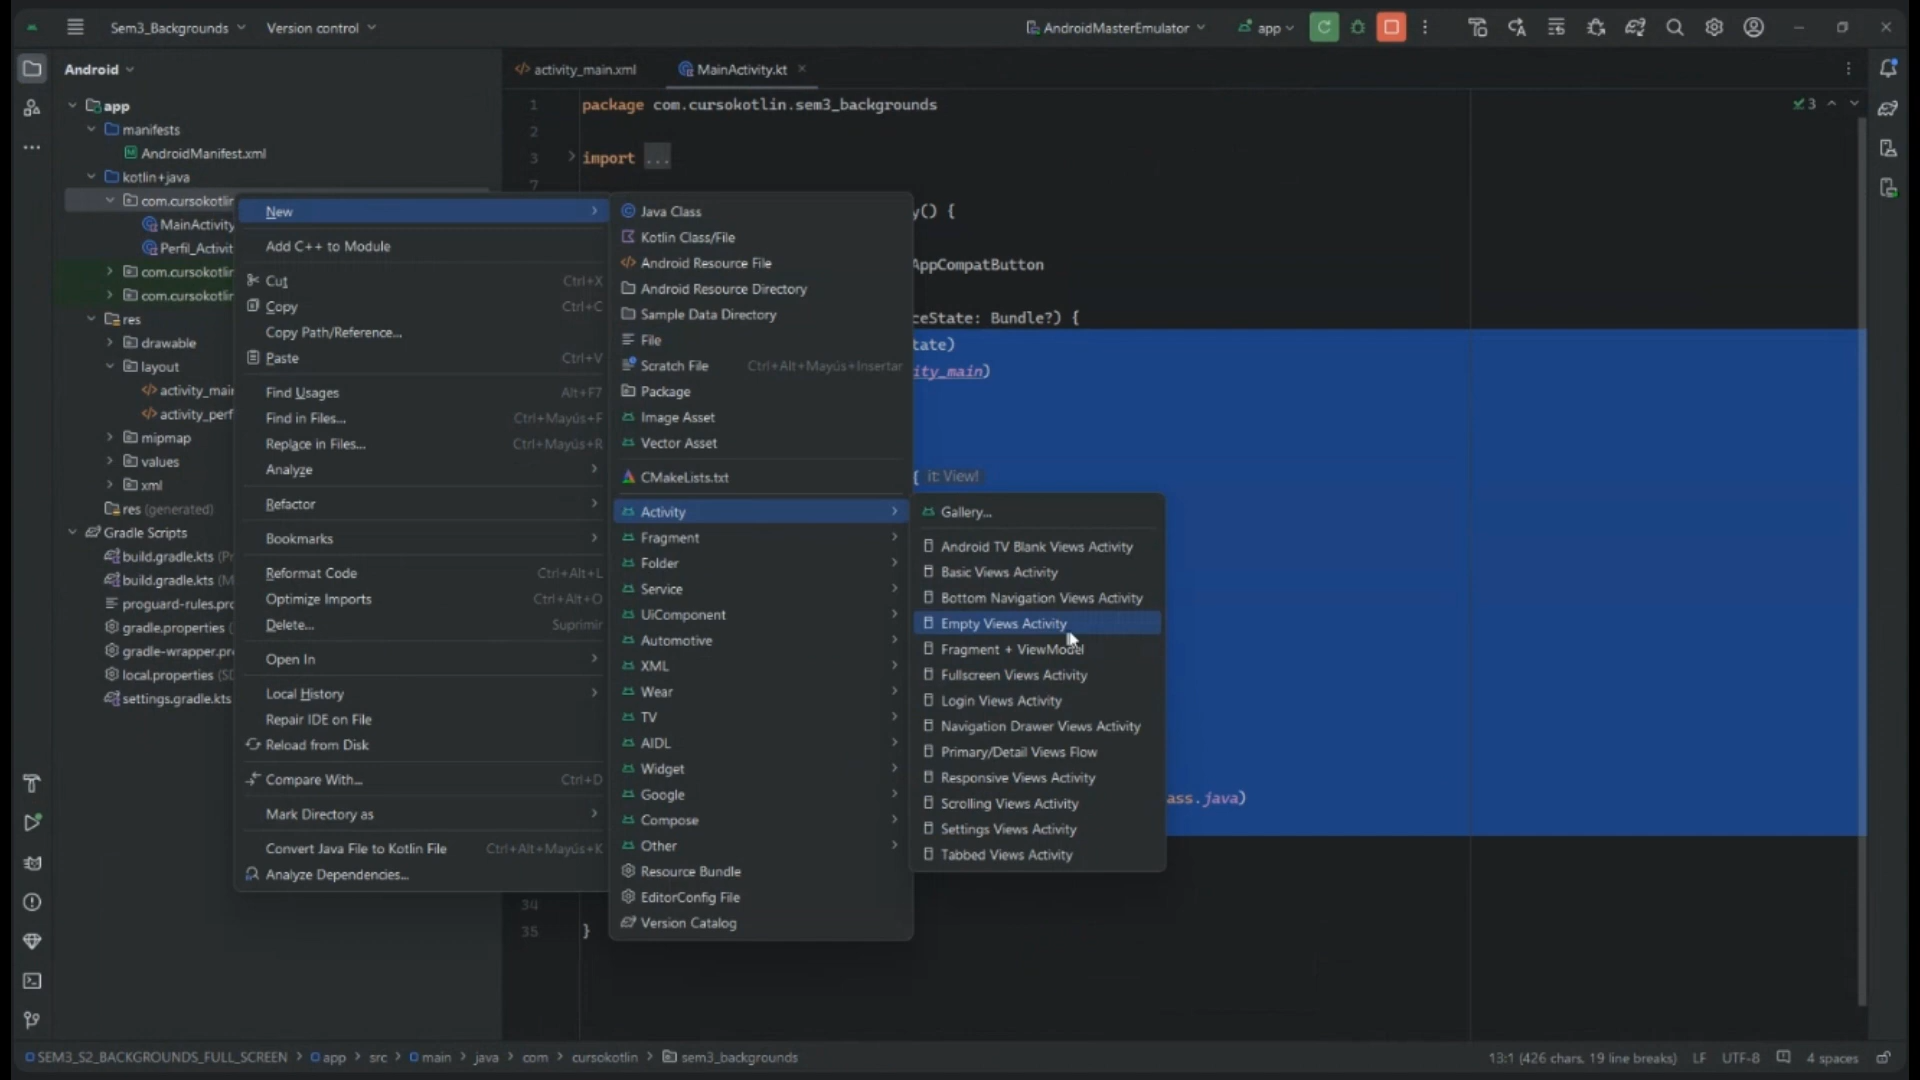 Sem3_Backgrounds
Version control
AndroidMasterEmulator
app
Android
activity_main.xml
MainActivity.kt
app
manifests
AndroidManifest.xml
kotlin+java
com.cursokotlin
MainActivity
Perfil_Activit
com.cursokotlin
com.cursokotlin
res
drawable
layout
activity_mai
activity_perf
mipmap
values
xml
res (generated)
Gradle Scripts
build.gradle.kts (Pr
build.gradle.kts (M
proguard-rules.pro
gradle.properties (
gradle-wrapper.pr
local.properties (SD
settings.gradle.kts
New
Add C++ to Module
Cut Ctrl+X
Copy Ctrl+C
Copy Path/Reference...
Paste Ctrl+V
Find Usages Alt+F7
Find in Files... Ctrl+Mayús+F
Replace in Files... Ctrl+Mayús+R
Analyze
Refactor
Bookmarks
Reformat Code Ctrl+Alt+L
Optimize Imports Ctrl+Alt+O
Delete... Suprimir
Open In
Local History
Repair IDE on File
Reload from Disk
Compare With... Ctrl+D
Mark Directory as
Convert Java File to Kotlin File Ctrl+Alt+Mayús+K
Analyze Dependencies...
Java Class
Kotlin Class/File
Android Resource File
Android Resource Directory
Sample Data Directory
File
Scratch File Ctrl+Alt+Mayús+Insertar
Package
Image Asset
Vector Asset
CMakeLists.txt
Activity
Fragment
Folder
Service
UiComponent
Automotive
XML
Wear
TV
AIDL
Widget
Google
Compose
Other
Resource Bundle
EditorConfig File
Version Catalog
Gallery...
Android TV Blank Views Activity
Basic Views Activity
Bottom Navigation Views Activity
Empty Views Activity
Fragment + ViewModel
Fullscreen Views Activity
Login Views Activity
Navigation Drawer Views Activity
Primary/Detail Views Flow
Responsive Views Activity
Scrolling Views Activity
Settings Views Activity
Tabbed Views Activity
1 package com.cursokotlin.sem3_backgrounds
2
3 import ...
7
y() {
AppCompatButton
ceState: Bundle?) {
tate)
ity_main)
{ it: View!
ass.java)
34
35 }
3
SEM3_S2_BACKGROUNDS_FULL_SCREEN > app > src > main > java > com > cursokotlin > sem3_backgrounds
13:1 (426 chars, 19 line breaks) LF UTF-8 4 spaces